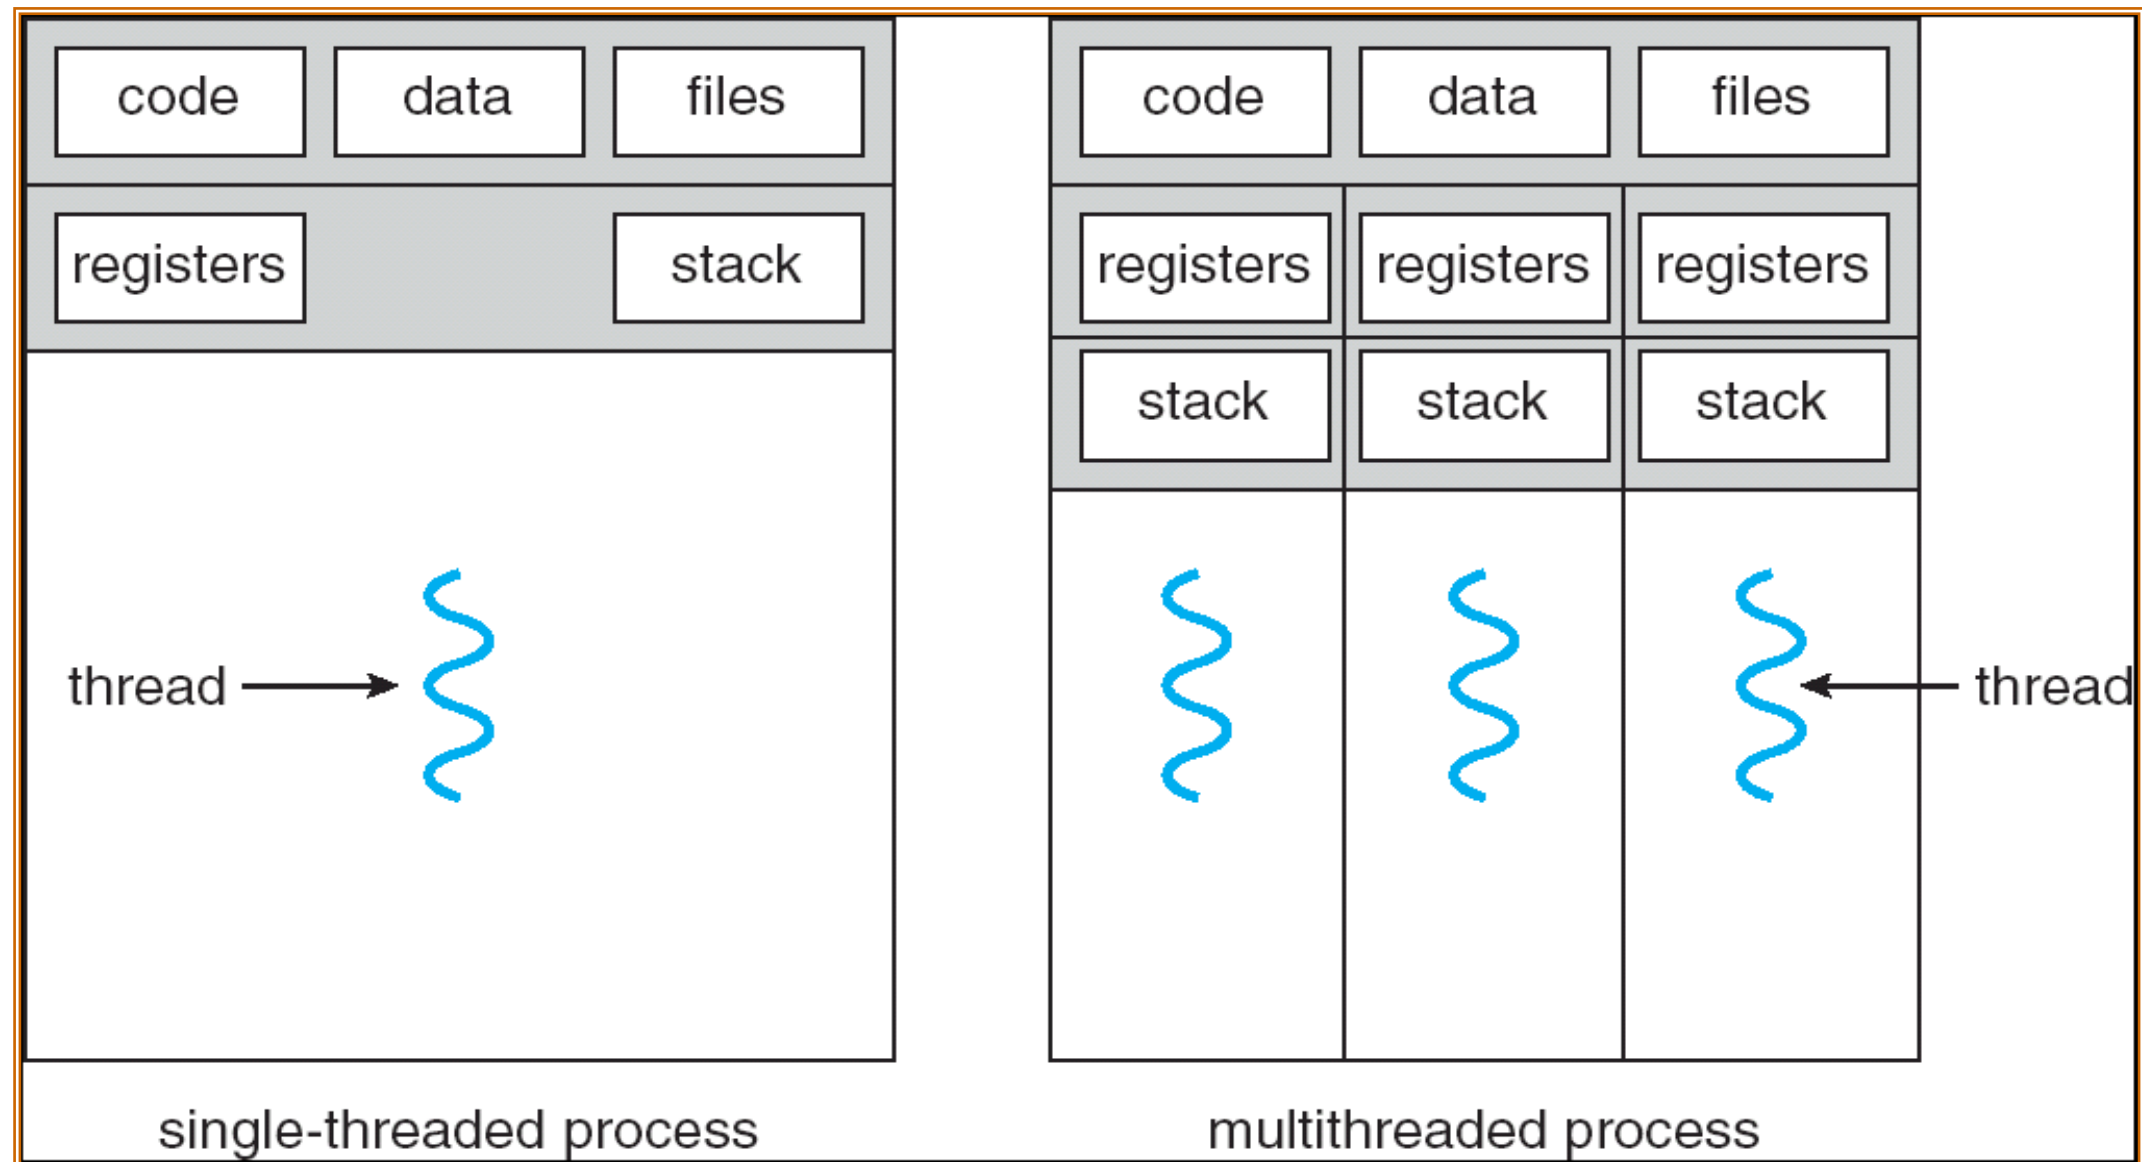 code data files
registers stack
thread
single-threaded process
code data files
registers registers registers
stack stack stack
thread
multithreaded process